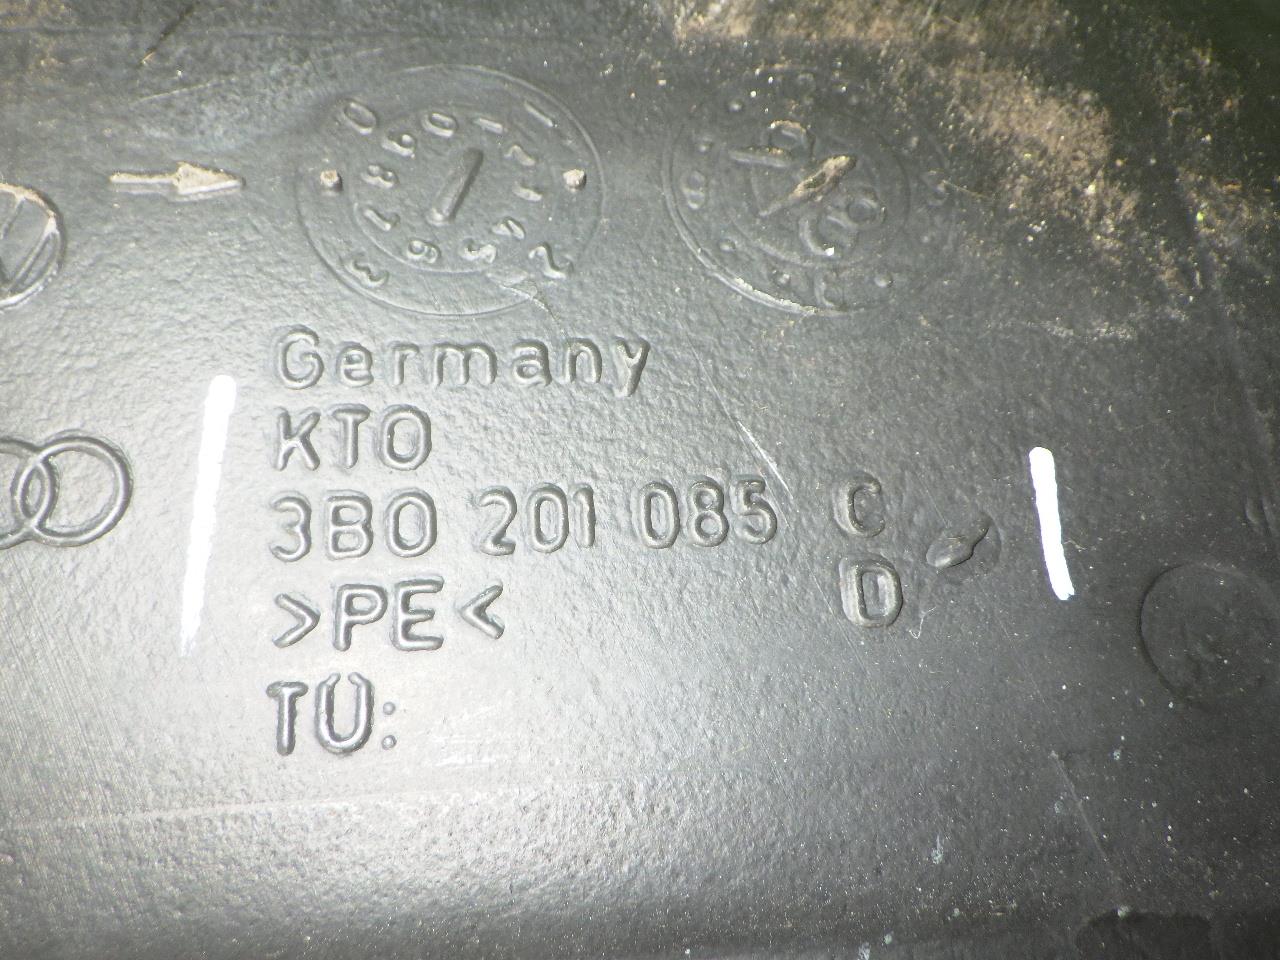 Germany
KTO
3B0 201 085 C
D
>PE<
TÜ: